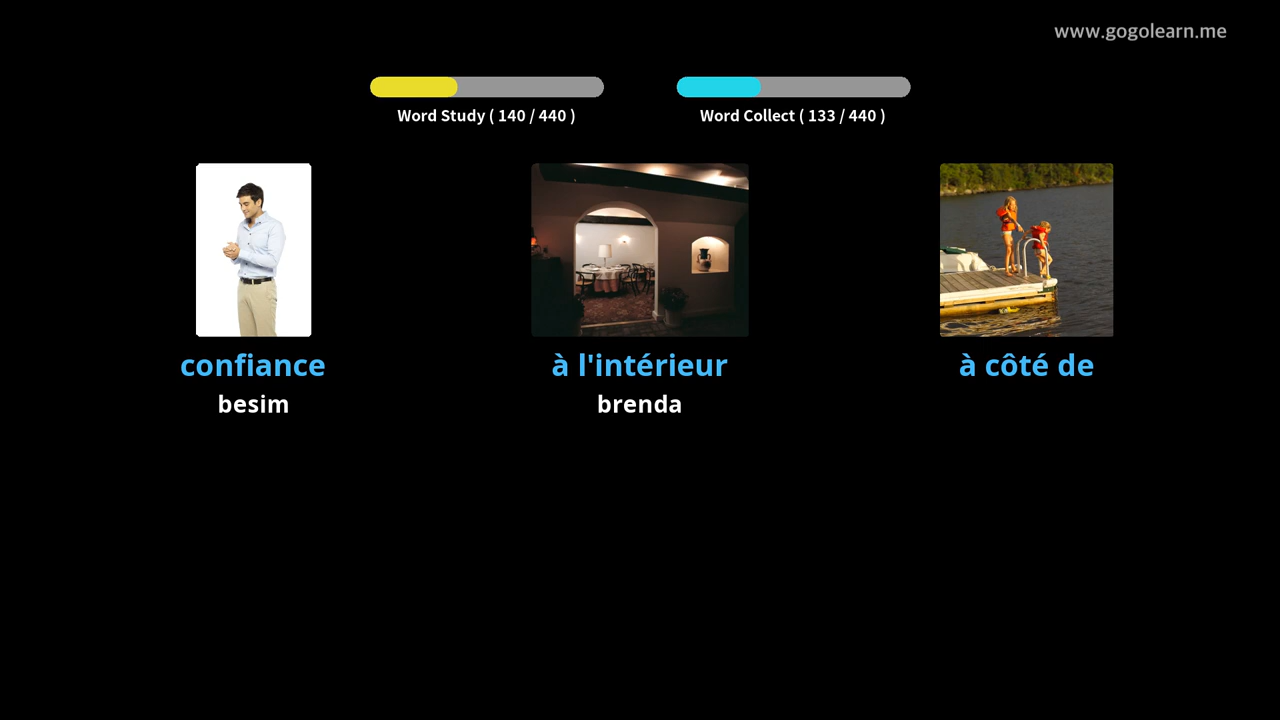 www.gogolearn.me
Word Study ( 140 / 440 )
Word Collect ( 133 / 440 )
confiance
besim
à l'intérieur
brenda
à côté de